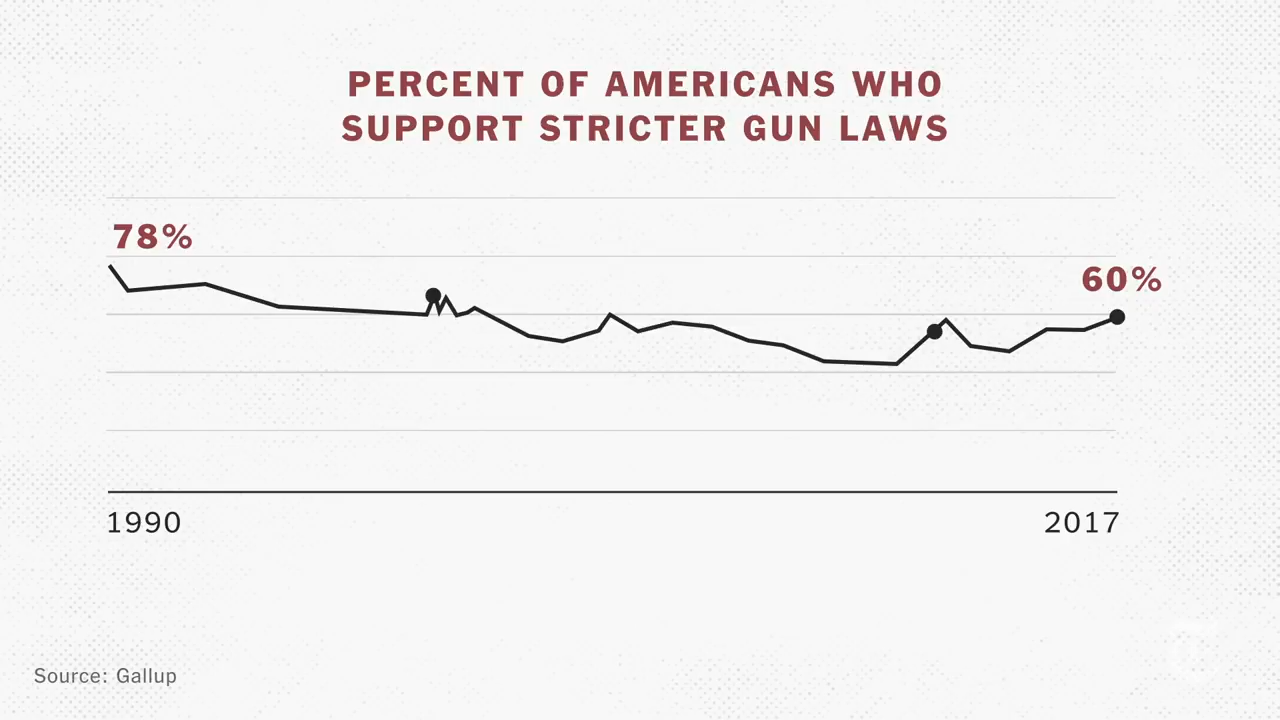 PERCENT OF AMERICANS WHO
SUPPORT STRICTER GUN LAWS
78%
60%
1990
2017
Source: Gallup